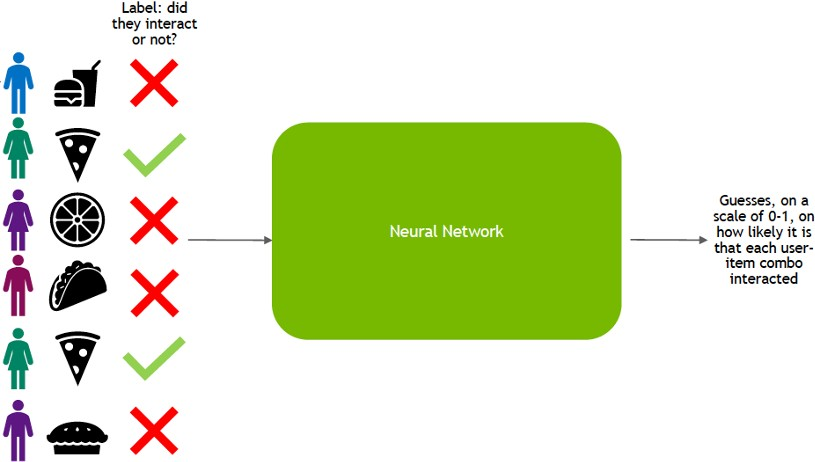 Label: did
they interact
or not?
Neural Network
Guesses, on a
scale of 0-1, on
how likely it is
that each user-
item combo
interacted